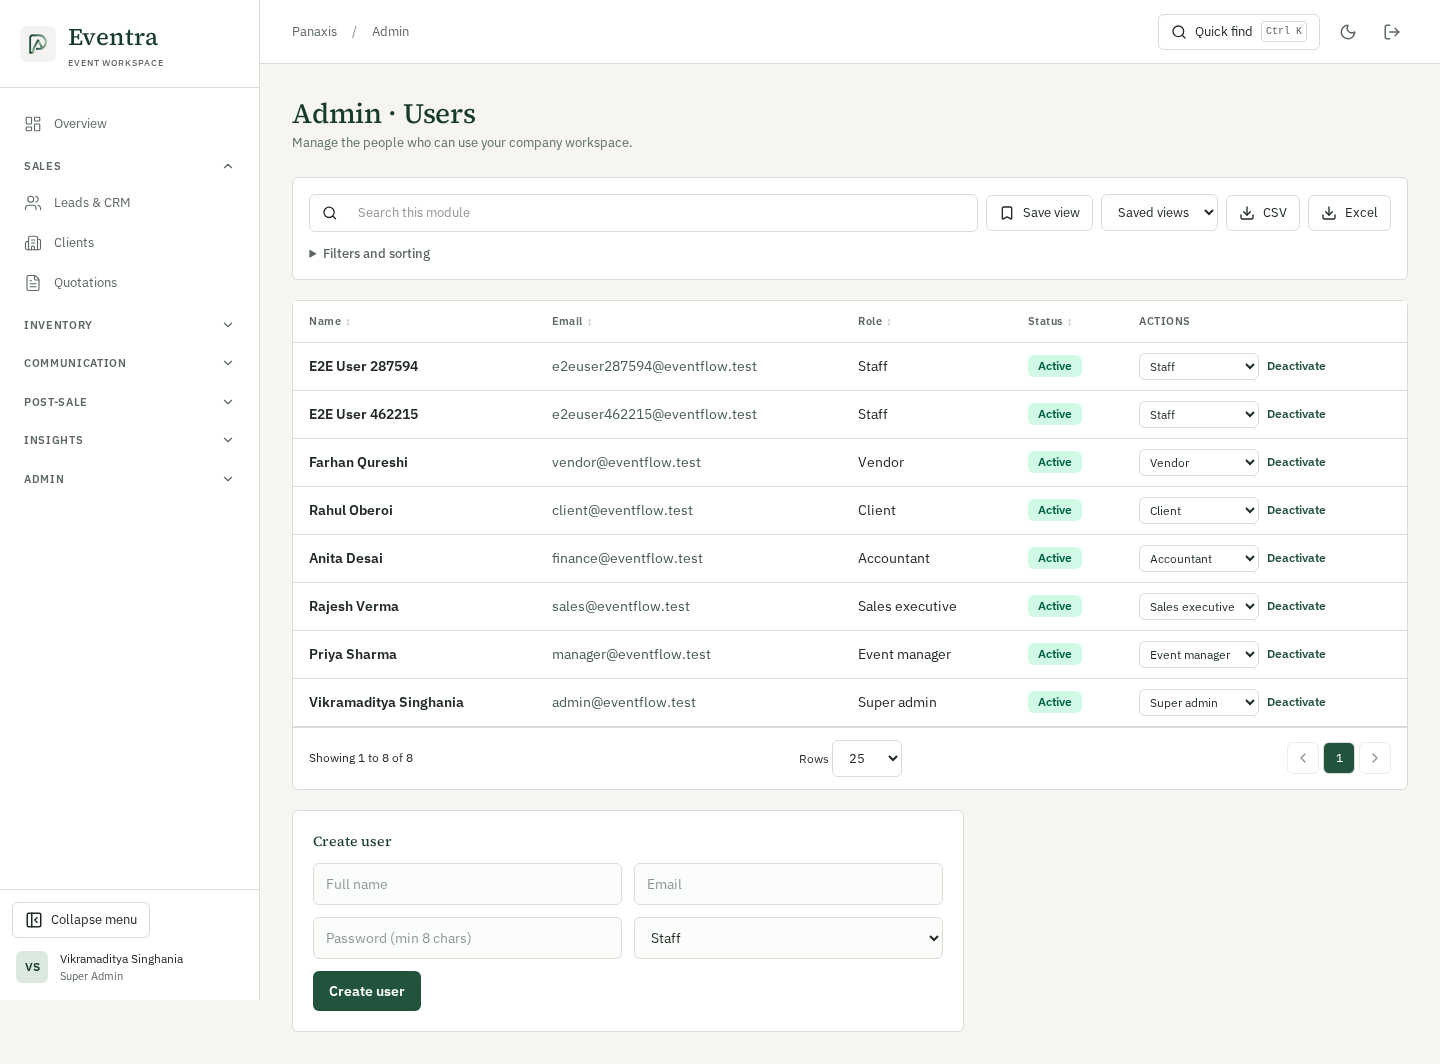 Eventra
EVENT WORKSPACE
Overview
SALES
Leads & CRM
Clients
Quotations
INVENTORY
COMMUNICATION
POST-SALE
INSIGHTS
ADMIN
Collapse menu
VS
Vikramaditya Singhania
Super Admin
Panaxis / Admin
Quick find Ctrl K
Admin · Users
Manage the people who can use your company workspace.
Search this module
Save view
Saved views
CSV
Excel
Filters and sorting
Name ↕ Email ↕ Role ↕ Status ↕ ACTIONS
E2E User 287594 e2euser287594@eventflow.test Staff Active Staff Deactivate
E2E User 462215 e2euser462215@eventflow.test Staff Active Staff Deactivate
Farhan Qureshi vendor@eventflow.test Vendor Active Vendor Deactivate
Rahul Oberoi client@eventflow.test Client Active Client Deactivate
Anita Desai finance@eventflow.test Accountant Active Accountant Deactivate
Rajesh Verma sales@eventflow.test Sales executive Active Sales executive Deactivate
Priya Sharma manager@eventflow.test Event manager Active Event manager Deactivate
Vikramaditya Singhania admin@eventflow.test Super admin Active Super admin Deactivate
Showing 1 to 8 of 8 Rows 25 1
Create user
Full name Email
Password (min 8 chars) Staff
Create user